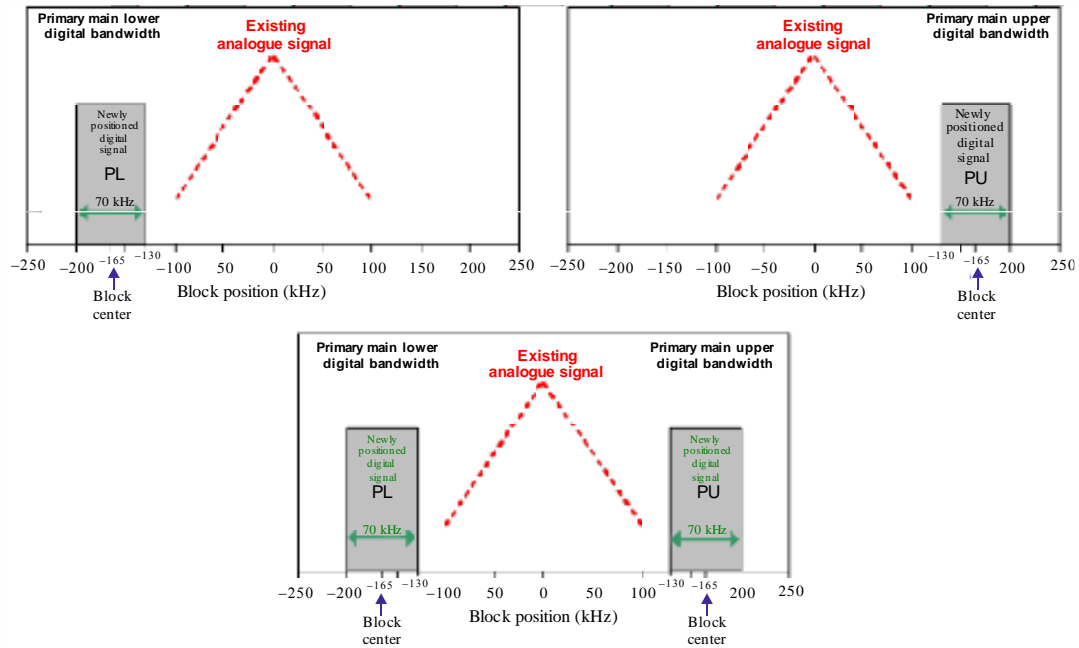 Primary main lower
digital bandwidth
Existing
analogue signal
Newly
positioned
digital
signal
PL
70 kHz
−250
−200
−165
−130
−100
−50
0
50
100
150
200
250
Block position (kHz)
Block
center
Existing
analogue signal
Primary main upper
digital bandwidth
Newly
positioned
digital
signal
PU
70 kHz
−250
−200
−150
−100
−50
0
50
100
−130
−165
200
250
Block position (kHz)
Block
center
Primary main lower
digital bandwidth
Existing
analogue signal
Primary main upper
digital bandwidth
Newly
positioned
digital
signal
PL
70 kHz
Newly
positioned
digital
signal
PU
70 kHz
−250
−200
−165
−130
−100
−50
0
50
100
−130
−165
200
250
Block position (kHz)
Block
center
Block
center